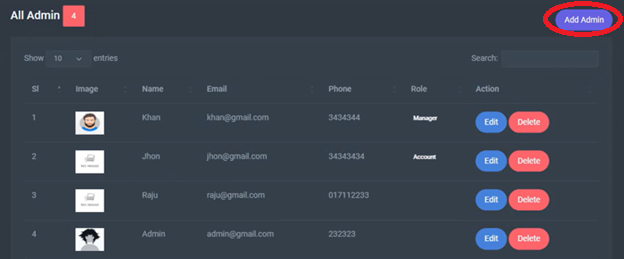 All Admin 4
Add Admin
Show 10 entries
Search:
Sl Image Name Email Phone Role Action
1 Khan khan@gmail.com 3434344 Manager Edit Delete
2 Jhon jhon@gmail.com 34343434 Account Edit Delete
3 Raju raju@gmail.com 017112233 Edit Delete
4 Admin admin@gmail.com 232323 Edit Delete